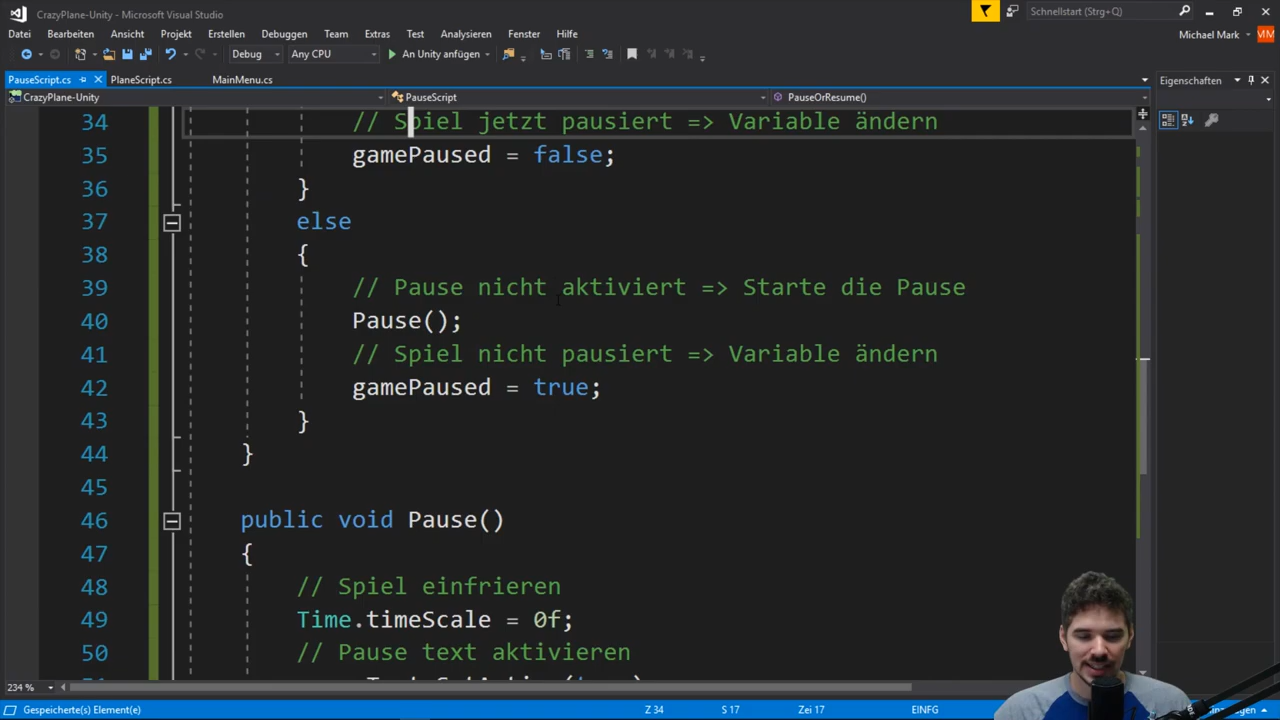 CrazyPlane-Unity - Microsoft Visual Studio
Schnellstart (Strg+Q)
Datei Bearbeiten Ansicht Projekt Erstellen Debuggen Team Extras Test Analysieren Fenster Hilfe
Michael Mark MM
Debug Any CPU An Unity anfügen
PauseScript.cs PlaneScript.cs MainMenu.cs
Eigenschaften
CrazyPlane-Unity PauseScript PauseOrResume()
34 // Spiel jetzt pausiert => Variable ändern
35 gamePaused = false;
36 }
37 else
38 {
39 // Pause nicht aktiviert => Starte die Pause
40 Pause();
41 // Spiel nicht pausiert => Variable ändern
42 gamePaused = true;
43 }
44 }
45
46 public void Pause()
47 {
48 // Spiel einfrieren
49 Time.timeScale = 0f;
50 // Pause text aktivieren
234 %
Gespeicherte(s) Element(e) Z 34 S 17 Zei 17 EINFG